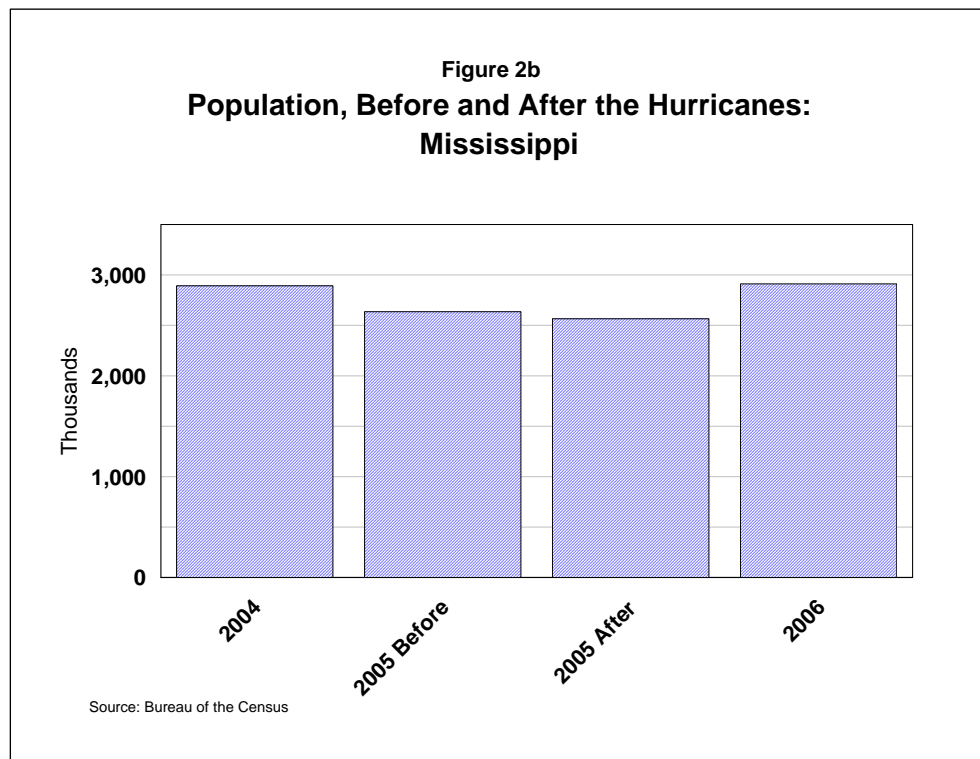 Figure 2b
Population, Before and After the Hurricanes:
Mississippi
Thousands
3,000
2,000
1,000
0
2004
2005 Before
2005 After
2006
Source: Bureau of the Census